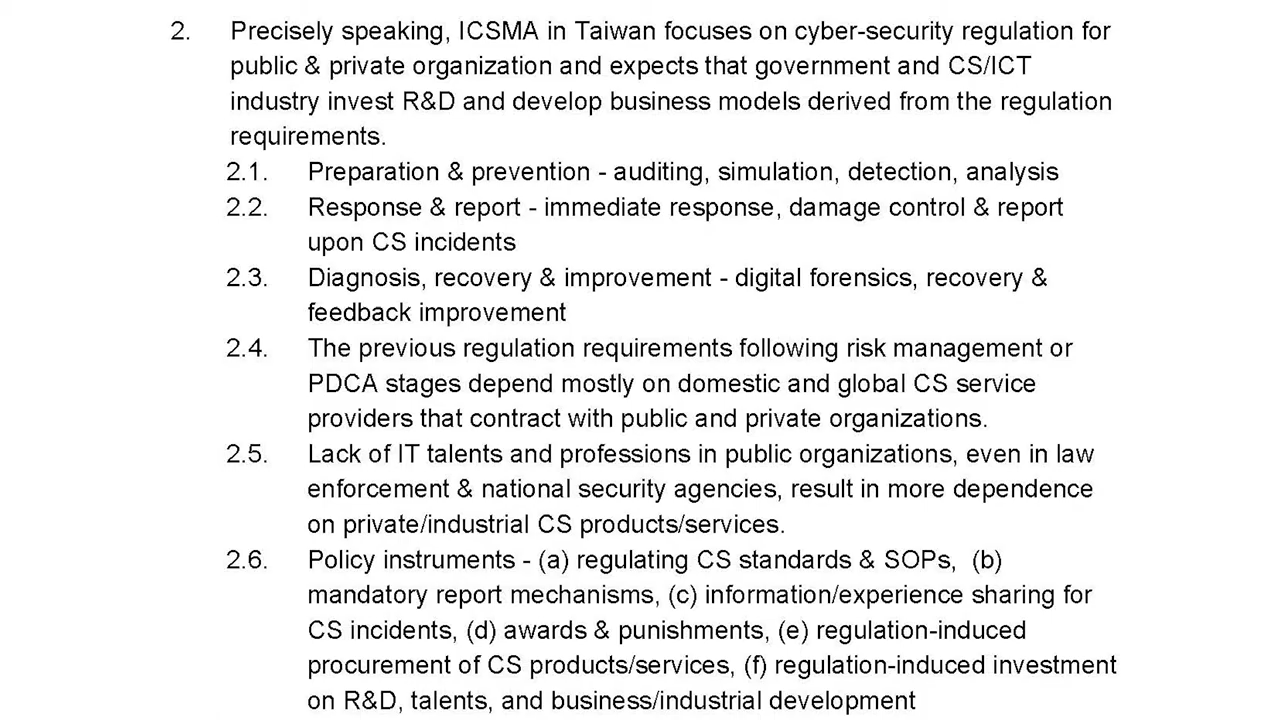 2. Precisely speaking, ICSMA in Taiwan focuses on cyber-security regulation for
public & private organization and expects that government and CS/ICT
industry invest R&D and develop business models derived from the regulation
requirements.
2.1. Preparation & prevention - auditing, simulation, detection, analysis
2.2. Response & report - immediate response, damage control & report
upon CS incidents
2.3. Diagnosis, recovery & improvement - digital forensics, recovery &
feedback improvement
2.4. The previous regulation requirements following risk management or
PDCA stages depend mostly on domestic and global CS service
providers that contract with public and private organizations.
2.5. Lack of IT talents and professions in public organizations, even in law
enforcement & national security agencies, result in more dependence
on private/industrial CS products/services.
2.6. Policy instruments - (a) regulating CS standards & SOPs, (b)
mandatory report mechanisms, (c) information/experience sharing for
CS incidents, (d) awards & punishments, (e) regulation-induced
procurement of CS products/services, (f) regulation-induced investment
on R&D, talents, and business/industrial development